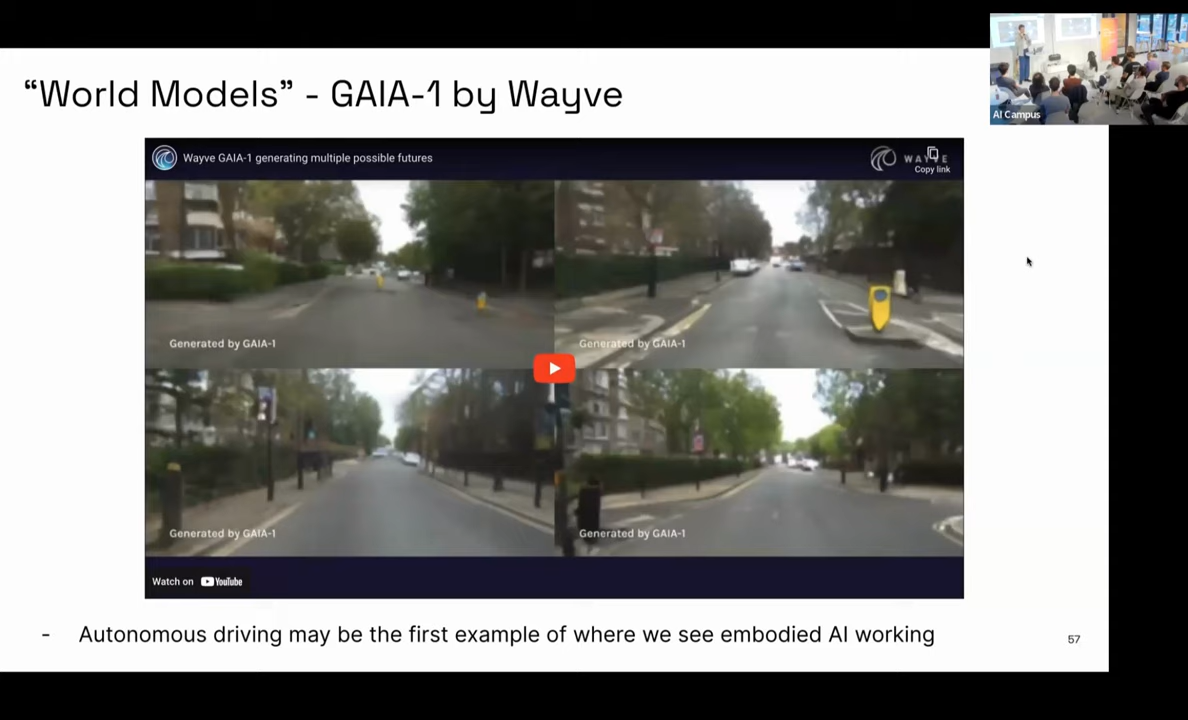 “World Models” - GAIA-1 by Wayve
AI Campus
Wayve GAIA-1 generating multiple possible futures
WAYVE
Copy link
Generated by GAIA-1
Generated by GAIA-1
Generated by GAIA-1
Generated by GAIA-1
Watch on YouTube
- Autonomous driving may be the first example of where we see embodied AI working
57